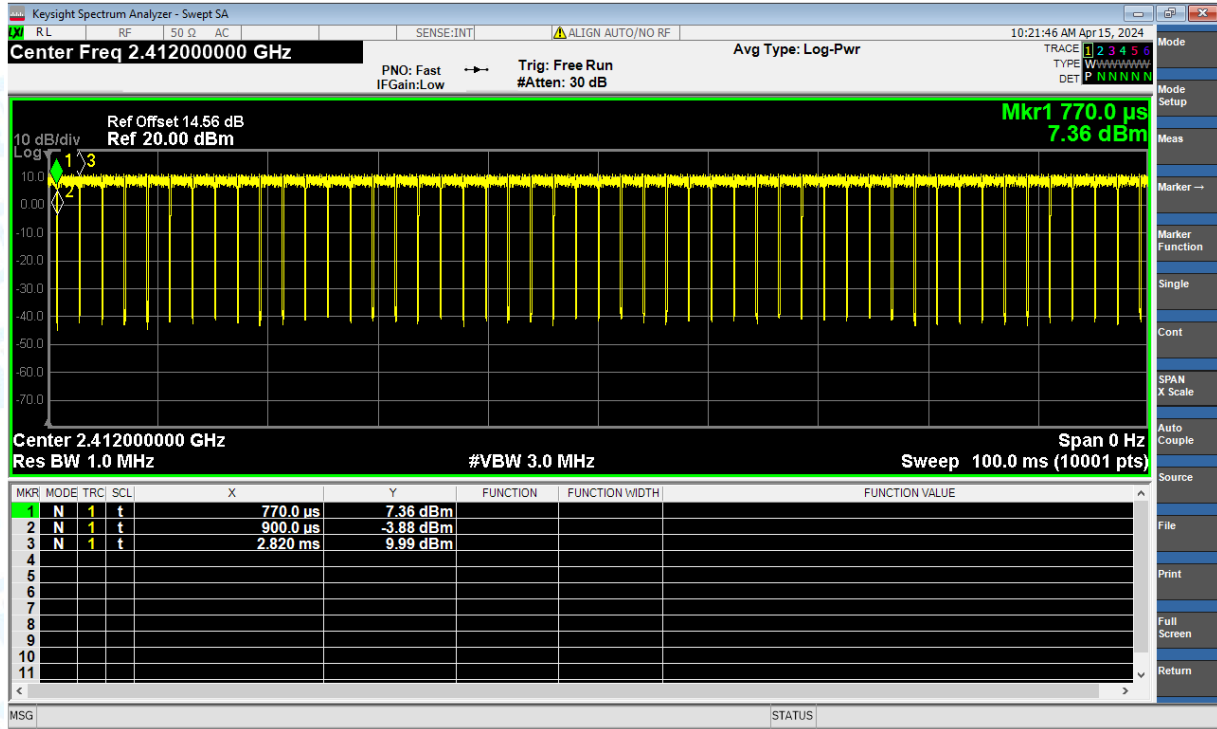 Keysight Spectrum Analyzer - Swept SA
LXI RL RF 50 Ω AC SENSE:INT ALIGN AUTO/NO RF 10:21:46 AM Apr 15, 2024
Center Freq 2.412000000 GHz
PNO: Fast
IFGain:Low
Trig: Free Run
#Atten: 30 dB
Avg Type: Log-Pwr
TRACE 1 2 3 4 5 6
TYPE WWWWWW
DET P N N N N N
Ref Offset 14.56 dB
10 dB/div Ref 20.00 dBm
Log
Mkr1 770.0 µs
7.36 dBm
1 3
2
10.0
0.00
-10.0
-20.0
-30.0
-40.0
-50.0
-60.0
-70.0
Center 2.412000000 GHz Span 0 Hz
Res BW 1.0 MHz #VBW 3.0 MHz Sweep 100.0 ms (10001 pts)
MKR MODE TRC SCL X Y FUNCTION FUNCTION WIDTH FUNCTION VALUE
1 N 1 t 770.0 µs 7.36 dBm
2 N 1 t 900.0 µs -3.88 dBm
3 N 1 t 2.820 ms 9.99 dBm
4
5
6
7
8
9
10
11
MSG STATUS
Mode
Mode
Setup
Meas
Marker →
Marker
Function
Single
Cont
SPAN
X Scale
Auto
Couple
Source
File
Print
Full
Screen
Return